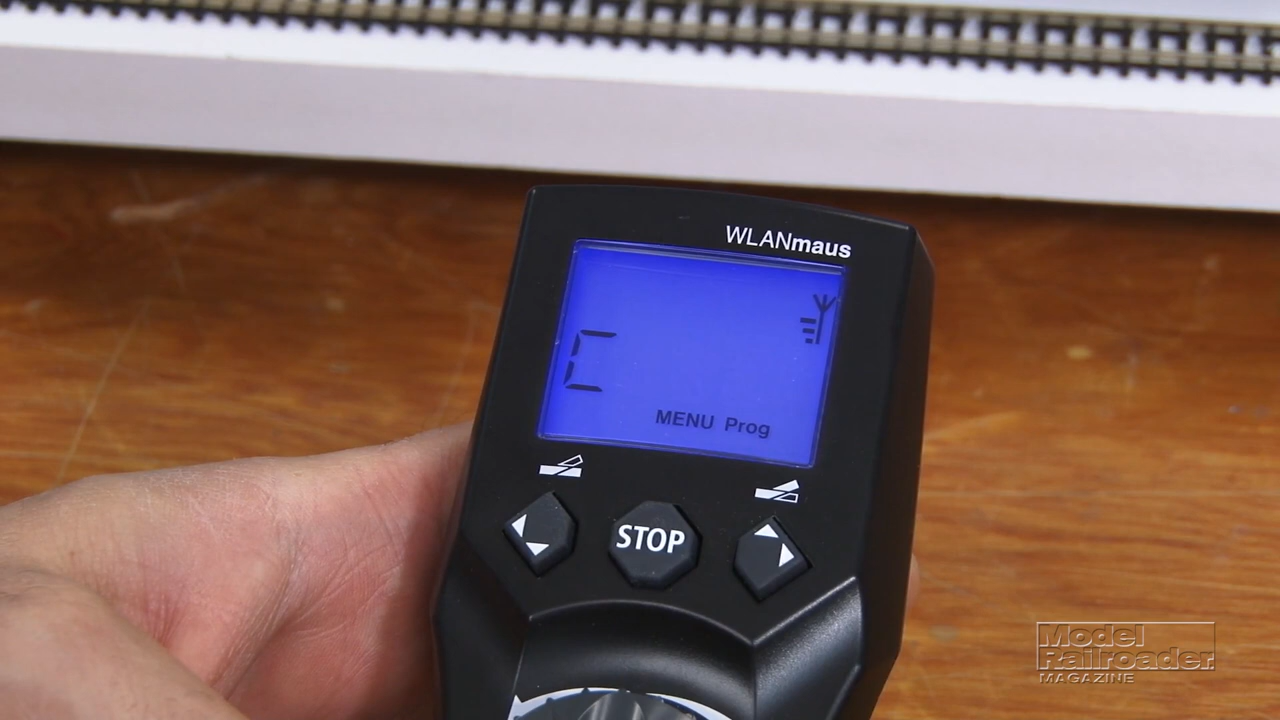 WLANmaus
C
MENU Prog
STOP
Model
Railroader
MAGAZINE